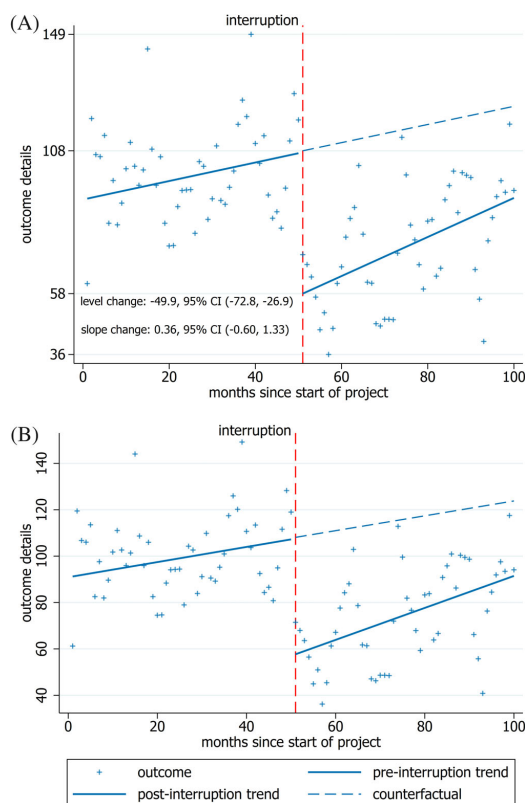 (A)
interruption
149
108
58
36
outcome details
level change: -49.9, 95% CI (-72.8, -26.9)
slope change: 0.36, 95% CI (-0.60, 1.33)
0 20 40 60 80 100
months since start of project
(B)
interruption
140
120
100
80
60
40
outcome details
0 20 40 60 80 100
months since start of project
outcome pre-interruption trend
post-interruption trend counterfactual